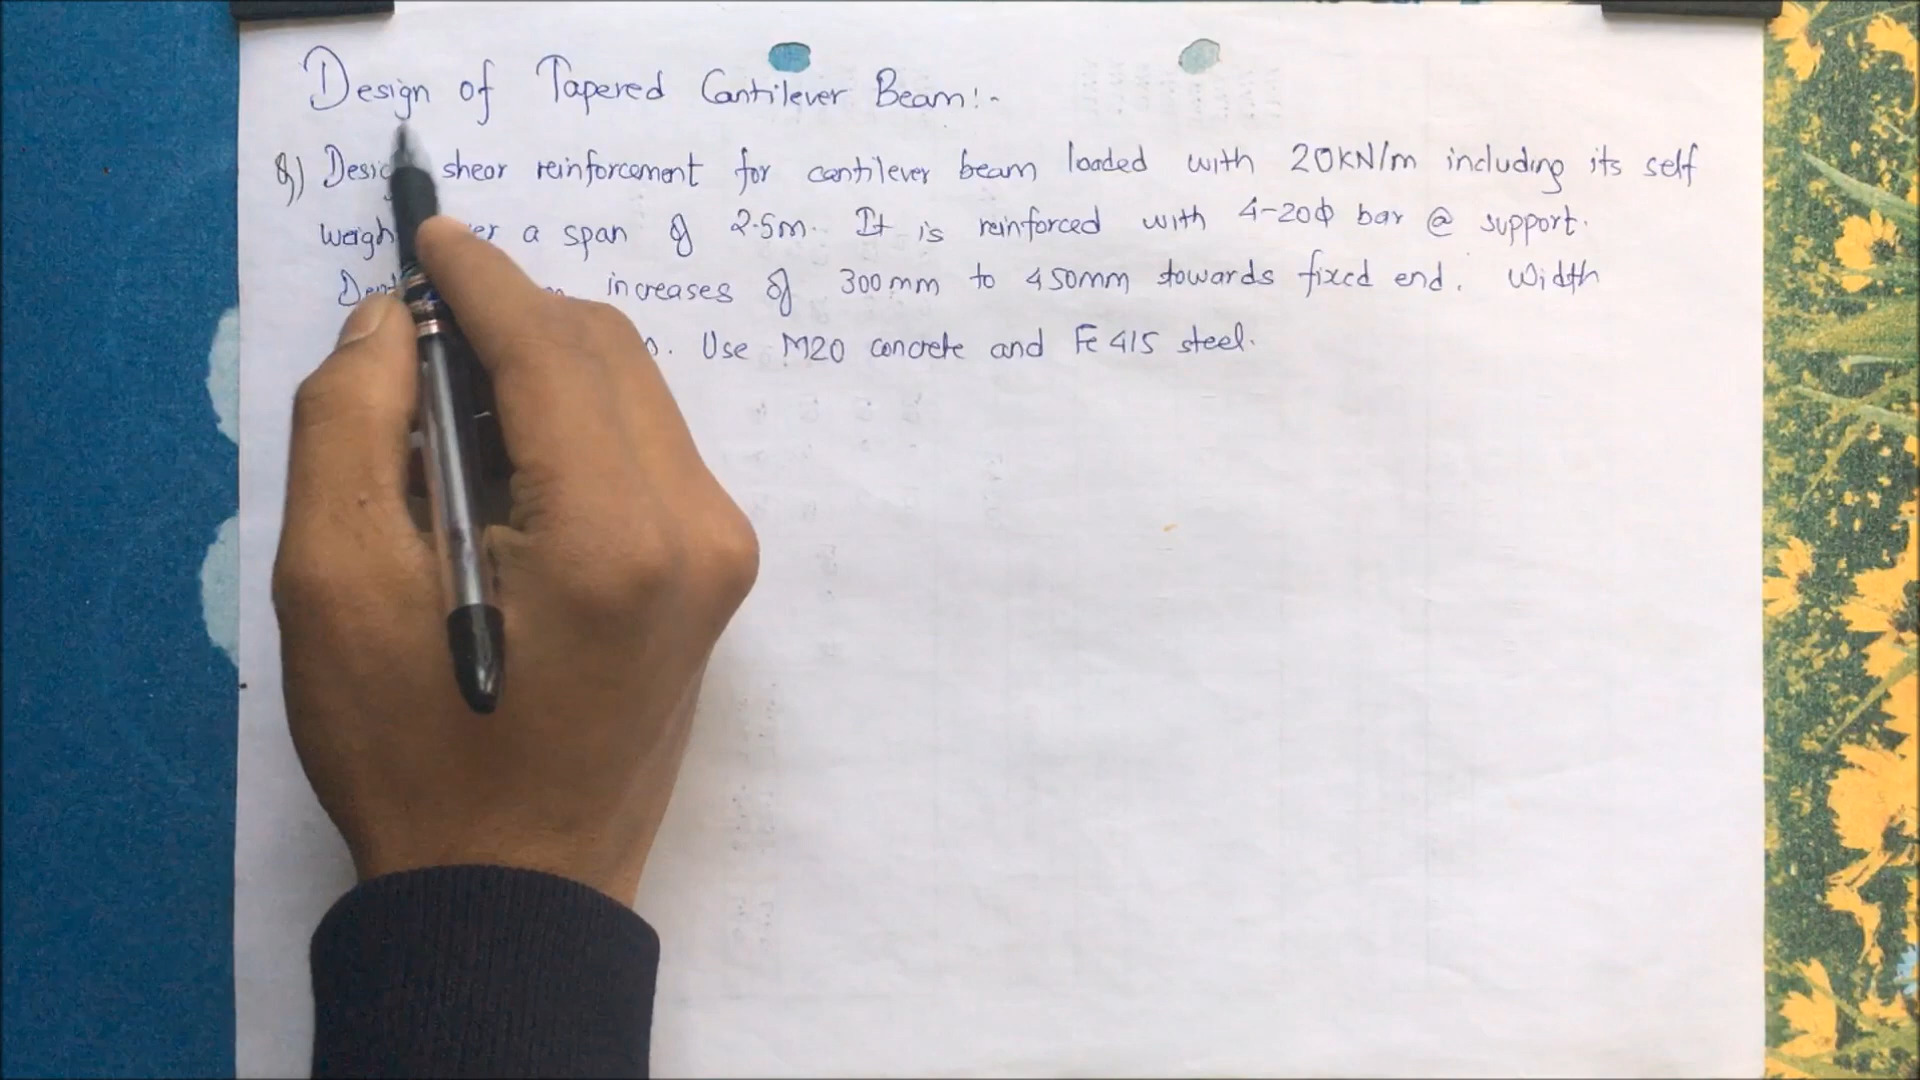 Design of Tapered Cantilever Beam:-
Q) shear reinforcement for cantilever beam loaded with 20KN/m including its self
a span of 2.5m. It is reinforced with 4-20ϕ bar @ support.
increases of 300mm to 450mm towards fixed end. Width
Use M20 concrete and Fe 415 steel.